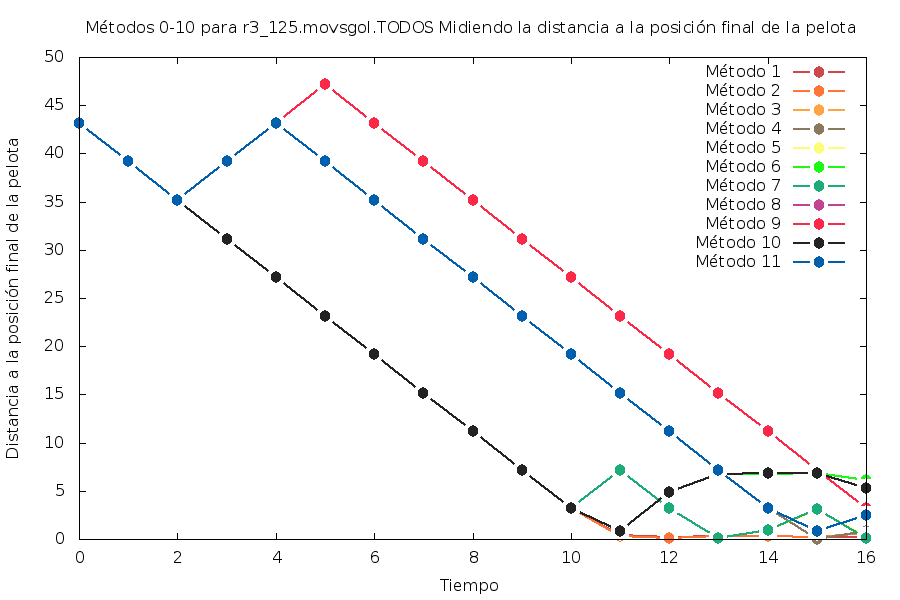 Métodos 0-10 para r3_125.movsgol.TODOS Midiendo la distancia a la posición final de la pelota
50
45
40
35
30
25
20
15
10
5
0
Distancia a la posición final de la pelota
Método 1
Método 2
Método 3
Método 4
Método 5
Método 6
Método 7
Método 8
Método 9
Método 10
Método 11
0 2 4 6 8 10 12 14 16
Tiempo